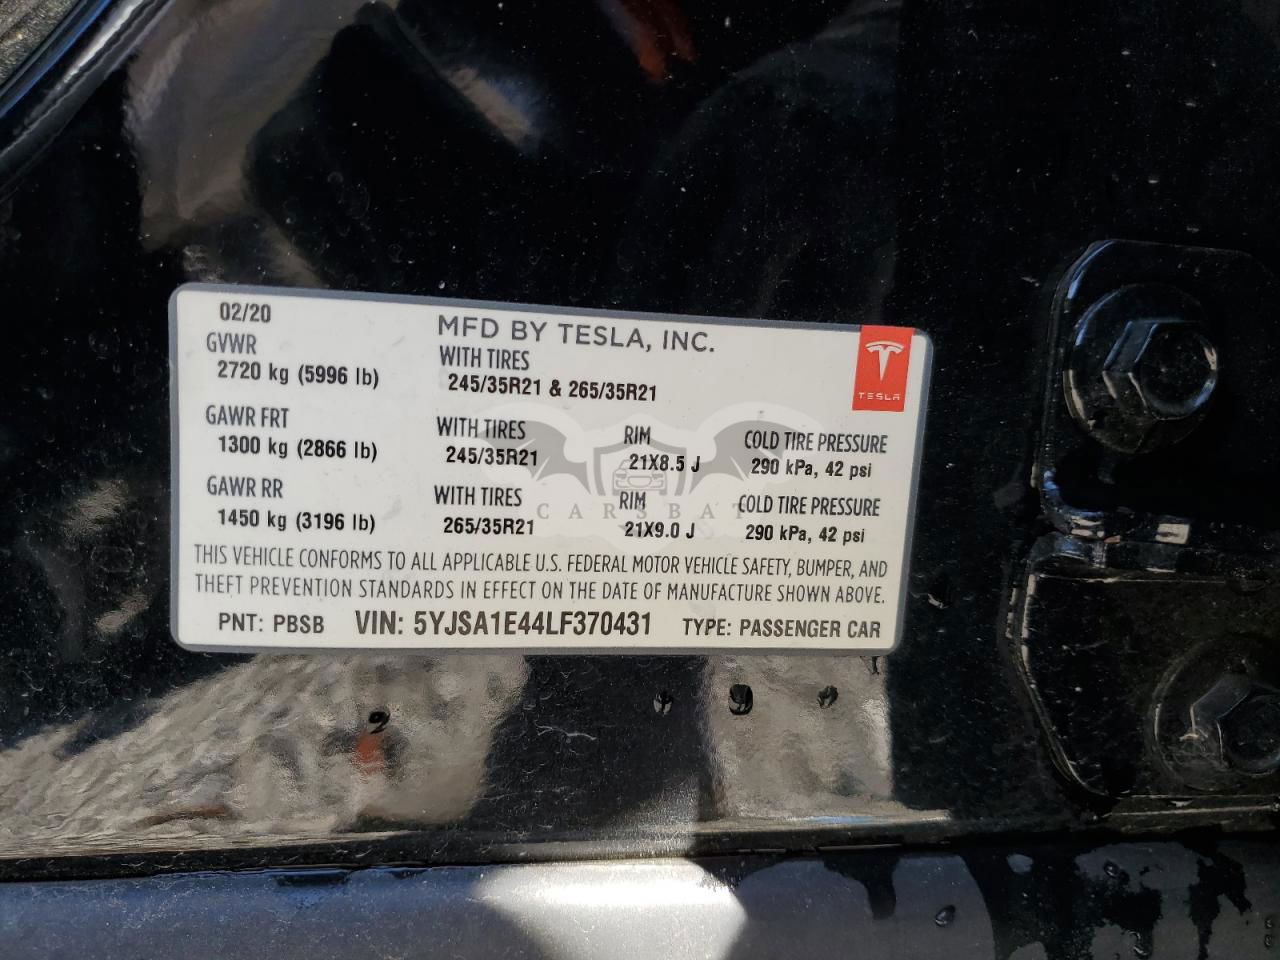 02/20
MFD BY TESLA, INC.
TESLA
GVWR
2720 kg (5996 lb)
WITH TIRES
245/35R21 & 265/35R21
GAWR FRT
1300 kg (2866 lb)
WITH TIRES
245/35R21
RIM
21X8.5 J
COLD TIRE PRESSURE
290 kPa, 42 psi
GAWR RR
1450 kg (3196 lb)
WITH TIRES
265/35R21
RIM
21X9.0 J
COLD TIRE PRESSURE
290 kPa, 42 psi
CARSBAT
THIS VEHICLE CONFORMS TO ALL APPLICABLE U.S. FEDERAL MOTOR VEHICLE SAFETY, BUMPER, AND
THEFT PREVENTION STANDARDS IN EFFECT ON THE DATE OF MANUFACTURE SHOWN ABOVE.
PNT: PBSB VIN: 5YJSA1E44LF370431 TYPE: PASSENGER CAR